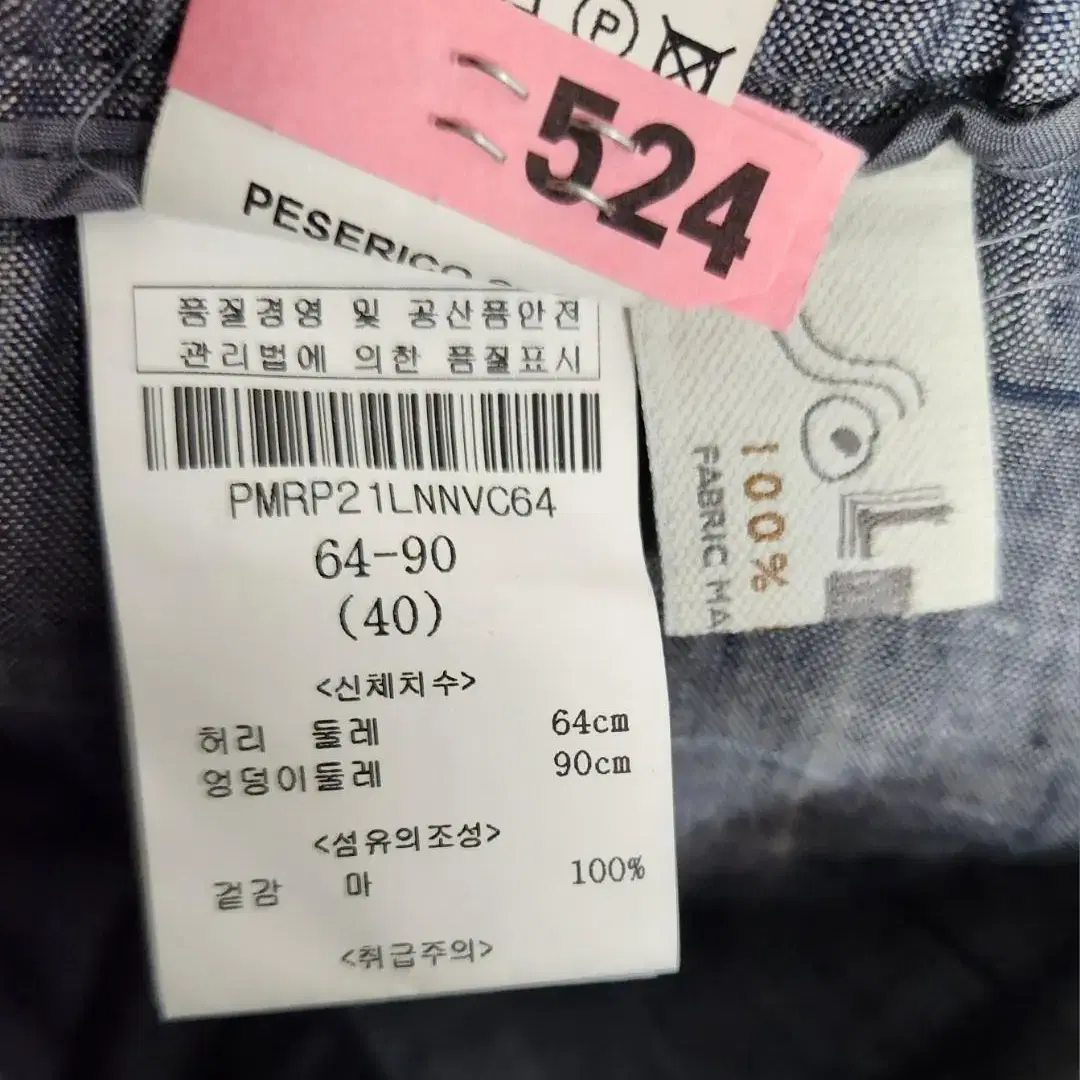 P
524
PESERICO
품질경영 및 공산품안전
관리법에 의한 품질표시
PMRP21LNNVC64
64-90
(40)
<신체치수>
허리 둘레 64cm
엉덩이둘레 90cm
<섬유의조성>
겉감 마 100%
<취급주의>
L
100%
FABRIC MA